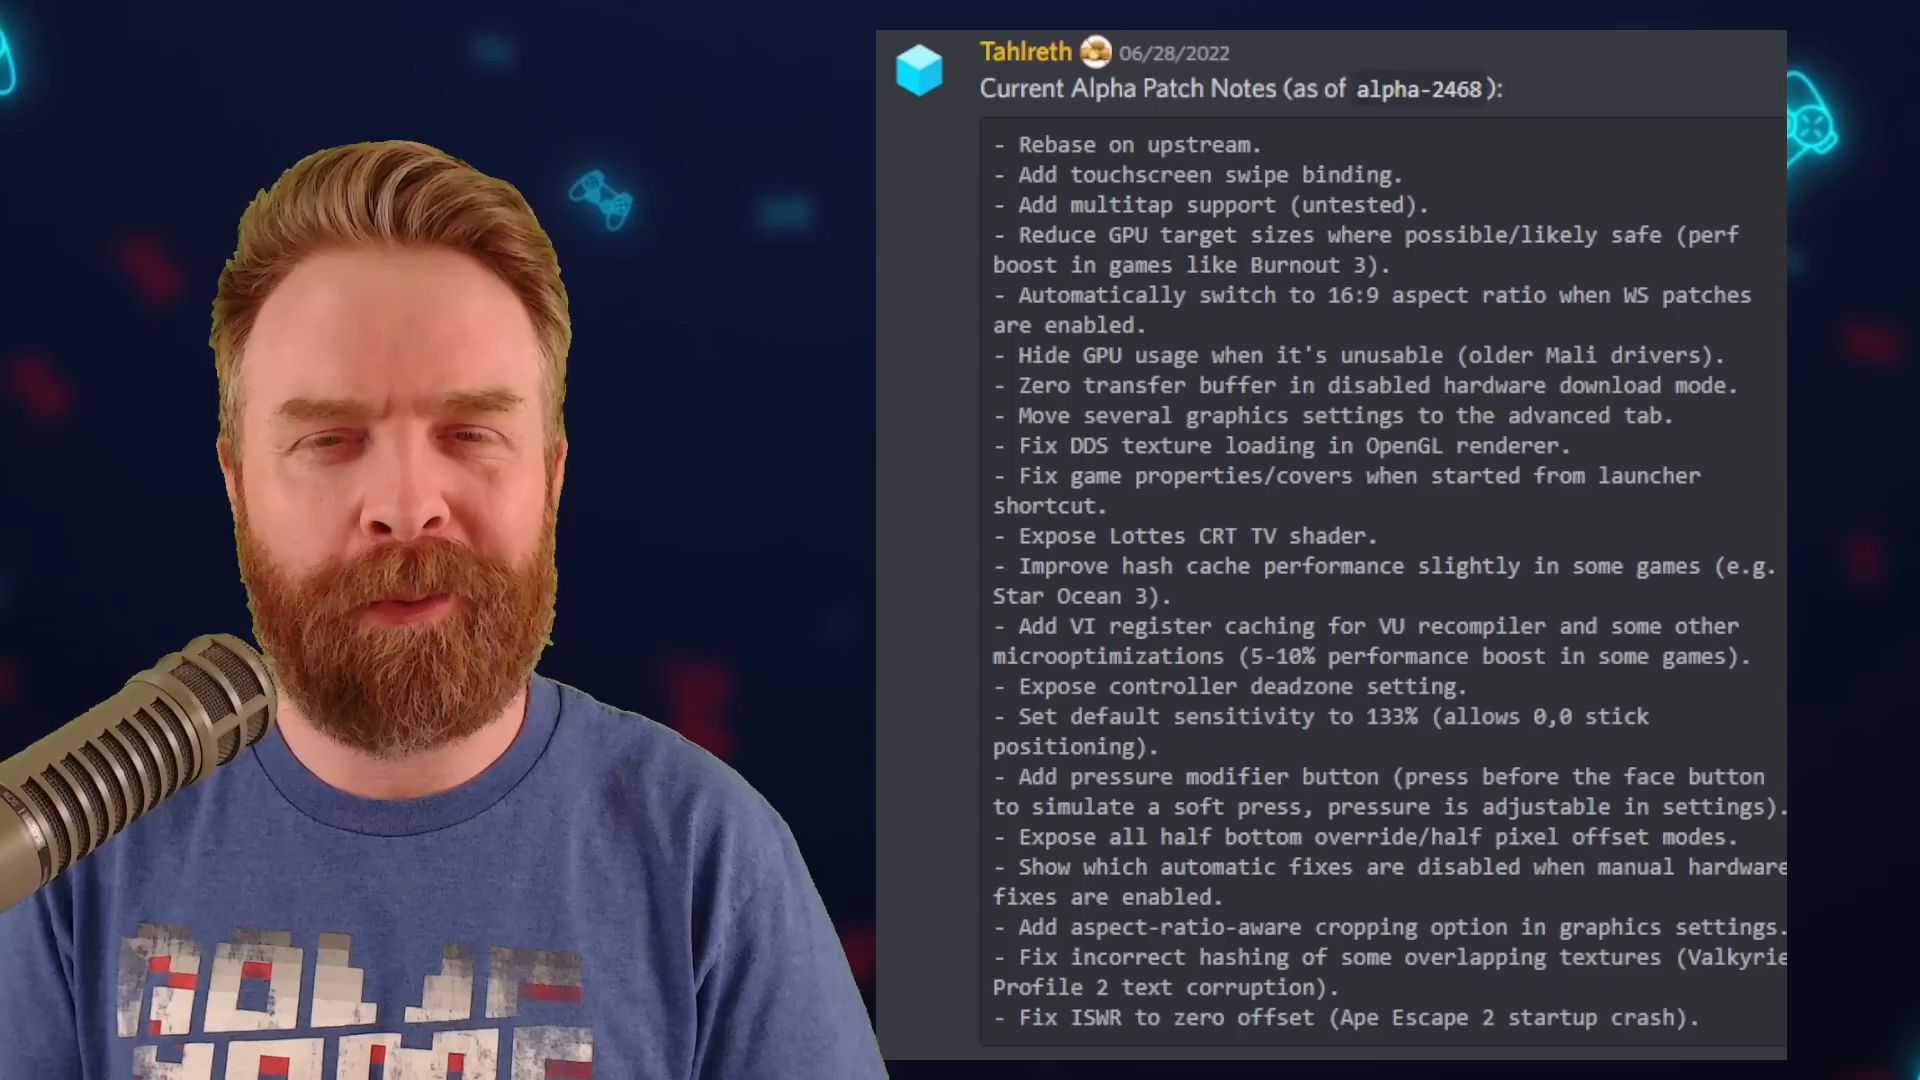 Tahlreth 06/28/2022
Current Alpha Patch Notes (as of alpha-2468):
- Rebase on upstream.
- Add touchscreen swipe binding.
- Add multitap support (untested).
- Reduce GPU target sizes where possible/likely safe (perf
boost in games like Burnout 3).
- Automatically switch to 16:9 aspect ratio when WS patches
are enabled.
- Hide GPU usage when it's unusable (older Mali drivers).
- Zero transfer buffer in disabled hardware download mode.
- Move several graphics settings to the advanced tab.
- Fix DDS texture loading in OpenGL renderer.
- Fix game properties/covers when started from launcher
shortcut.
- Expose Lottes CRT TV shader.
- Improve hash cache performance slightly in some games (e.g.
Star Ocean 3).
- Add VI register caching for VU recompiler and some other
microoptimizations (5-10% performance boost in some games).
- Expose controller deadzone setting.
- Set default sensitivity to 133% (allows 0,0 stick
positioning).
- Add pressure modifier button (press before the face button
to simulate a soft press, pressure is adjustable in settings).
- Expose all half bottom override/half pixel offset modes.
- Show which automatic fixes are disabled when manual hardware
fixes are enabled.
- Add aspect-ratio-aware cropping option in graphics settings.
- Fix incorrect hashing of some overlapping textures (Valkyrie
Profile 2 text corruption).
- Fix ISWR to zero offset (Ape Escape 2 startup crash).